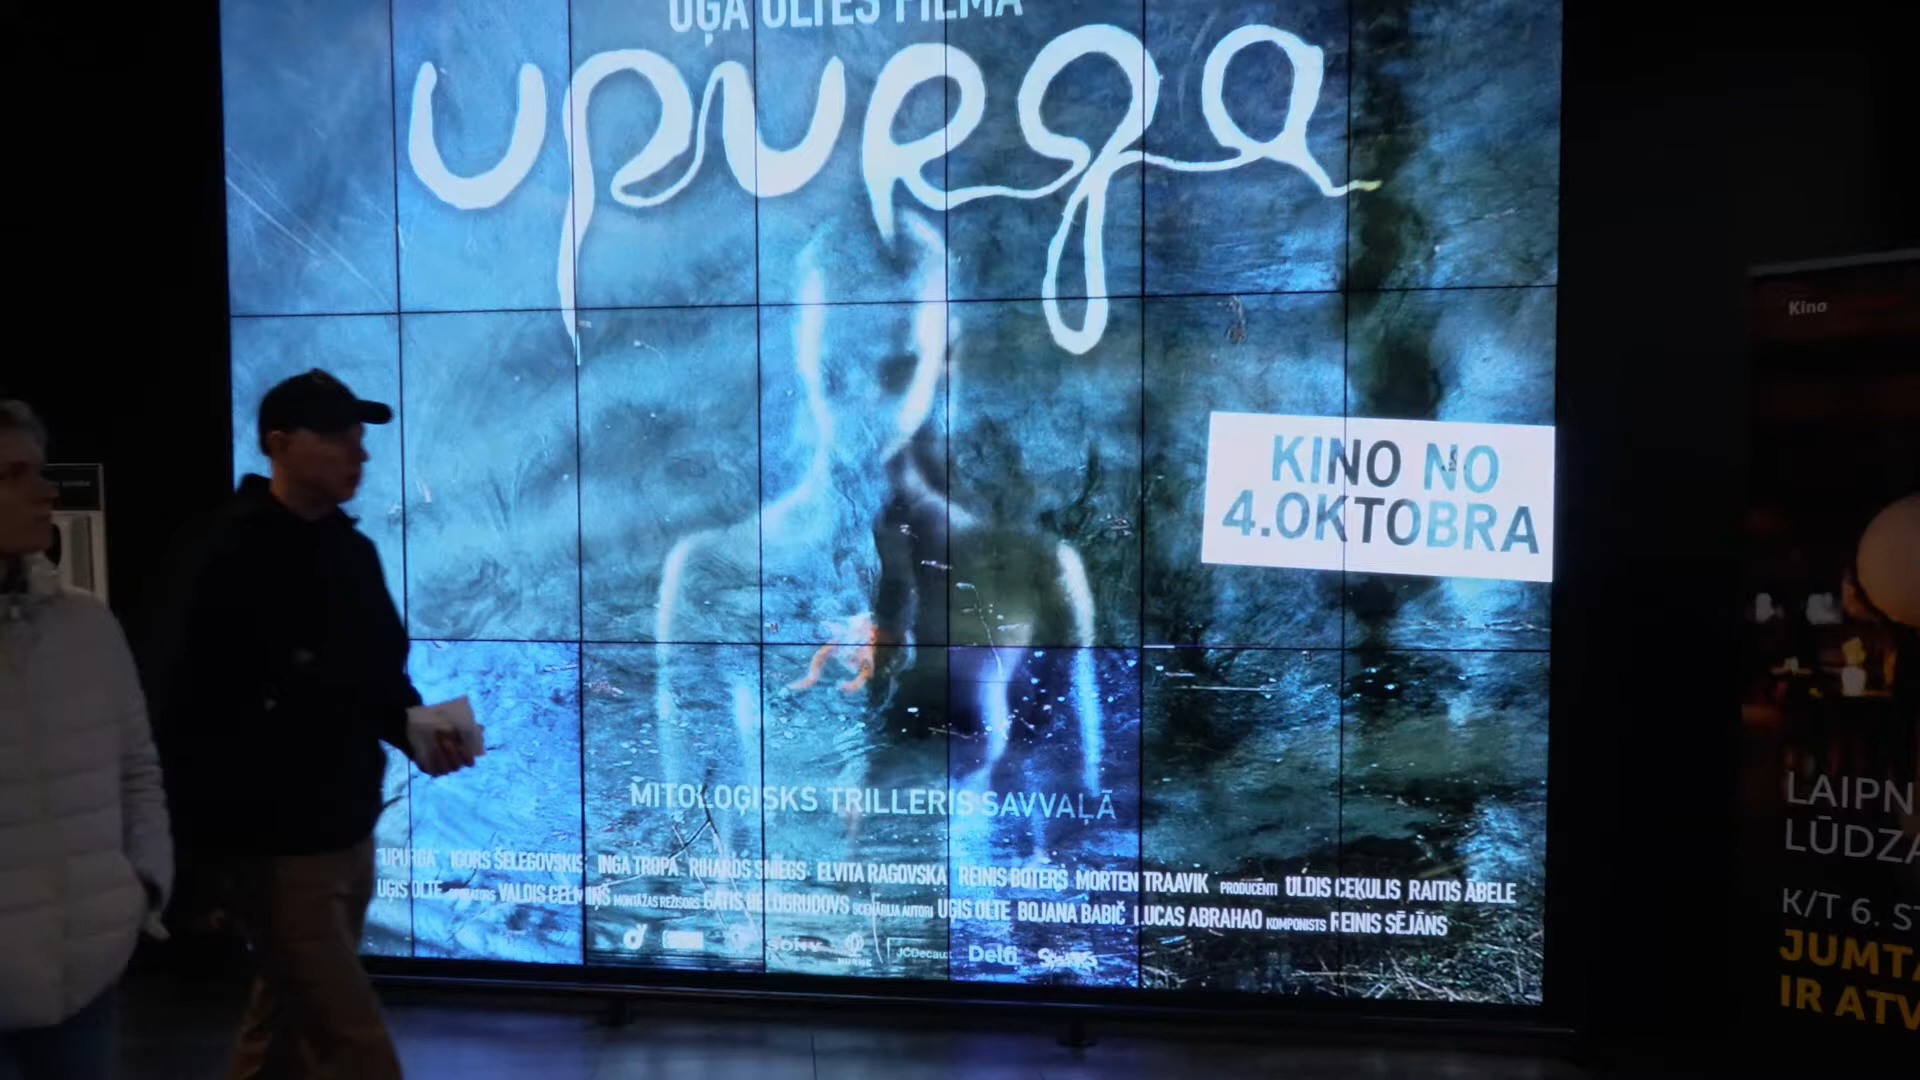 UĢA OLTES FILMA
upurga
KINO NO
4.OKTOBRA
MITOLOĢISKS TRILLERIS SAVVAĻĀ
"UPURGA" IGORS ŠELEGOVSKIS INGA TROPA RIHARDS SNIEGS ELVITA RAGOVSKA REINIS BOTERS MORTEN TRAAVIK PRODUCENTI ULDIS CEKULIS RAITIS ĀBELE
UĢIS OLTE OPERATORS VALDIS CELMIŅŠ MONTĀŽAS REŽISORS GATIS BELOGRUDOVS SCENĀRIJA AUTORI UĢIS OLTE BOJANA BABIČ LUCAS ABRAHAO KOMPONISTS REINIS SĒJĀNS
SONY JCDecaux Delfi
Kino
LAIPN
LŪDZA
K/T 6. ST
JUMTA
IR ATV